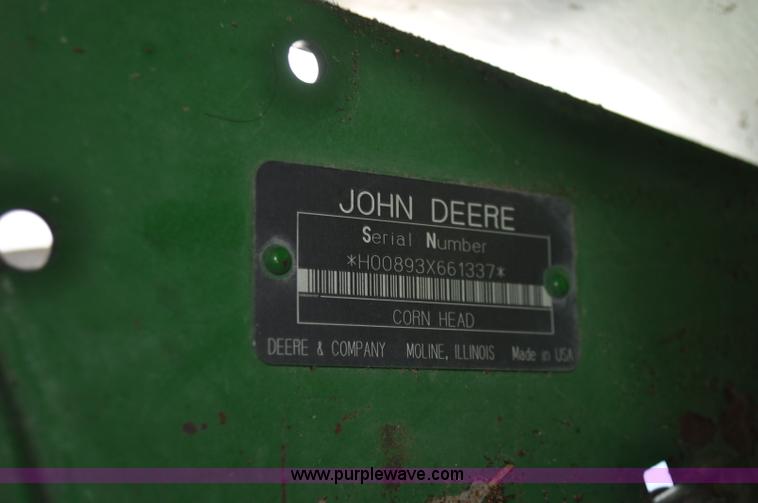 JOHN DEERE
Serial Number
*H00893X661337*
CORN HEAD
DEERE & COMPANY MOLINE, ILLINOIS Made in USA
www.purplewave.com